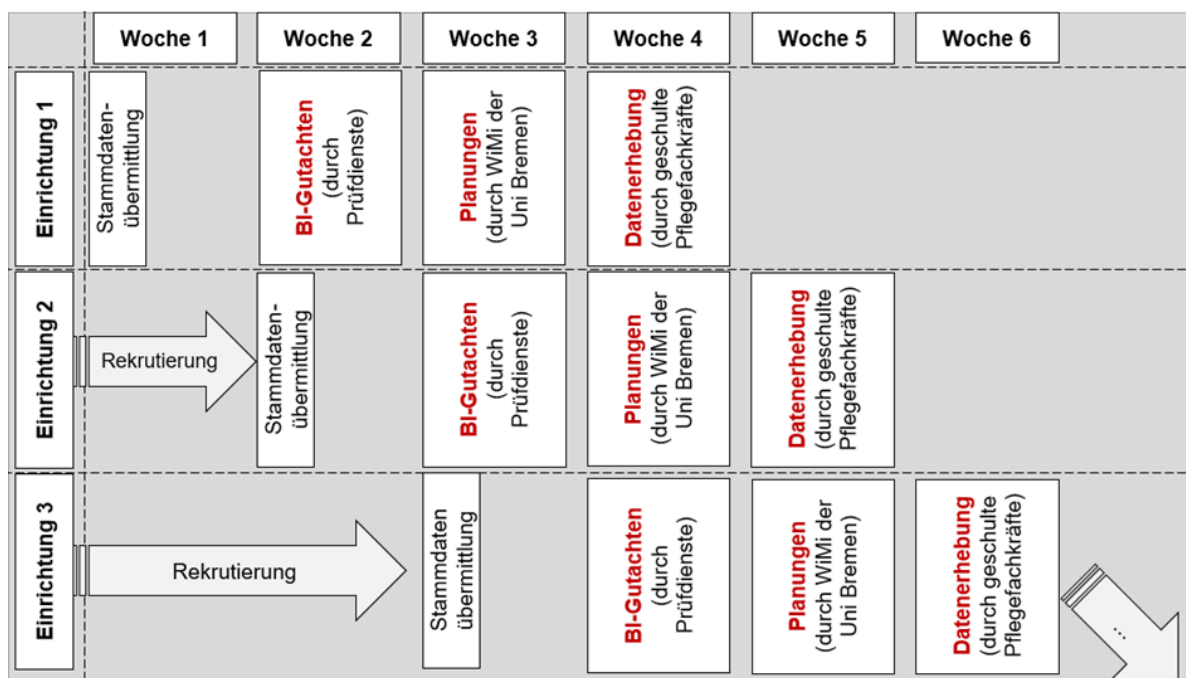 Woche 1
Woche 2
Woche 3
Woche 4
Woche 5
Woche 6
Einrichtung 1
Stammdaten-
übermittlung
BI-Gutachten
(durch
Prüfdienste)
Planungen
(durch WiMi der
Uni Bremen)
Datenerhebung
(durch geschulte
Pflegefachkräfte)
Einrichtung 2
Rekrutierung
Stammdaten-
übermittlung
BI-Gutachten
(durch
Prüfdienste)
Planungen
(durch WiMi der
Uni Bremen)
Datenerhebung
(durch geschulte
Pflegefachkräfte)
Einrichtung 3
Rekrutierung
Stammdaten
übermittlung
BI-Gutachten
(durch
Prüfdienste)
Planungen
(durch WiMi der
Uni Bremen)
Datenerhebung
(durch geschulte
Pflegefachkräfte)
...